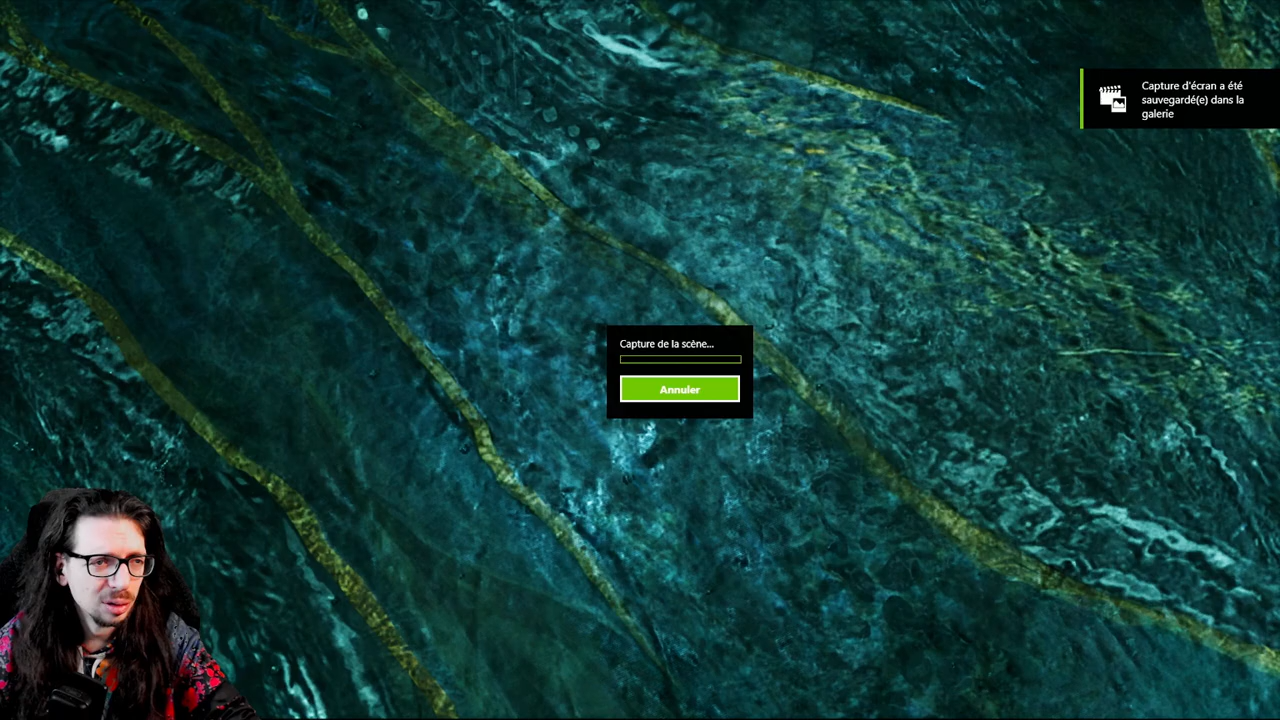 Capture d'écran a été
sauvegardé(e) dans la
galerie
Capture de la scène...
Annuler